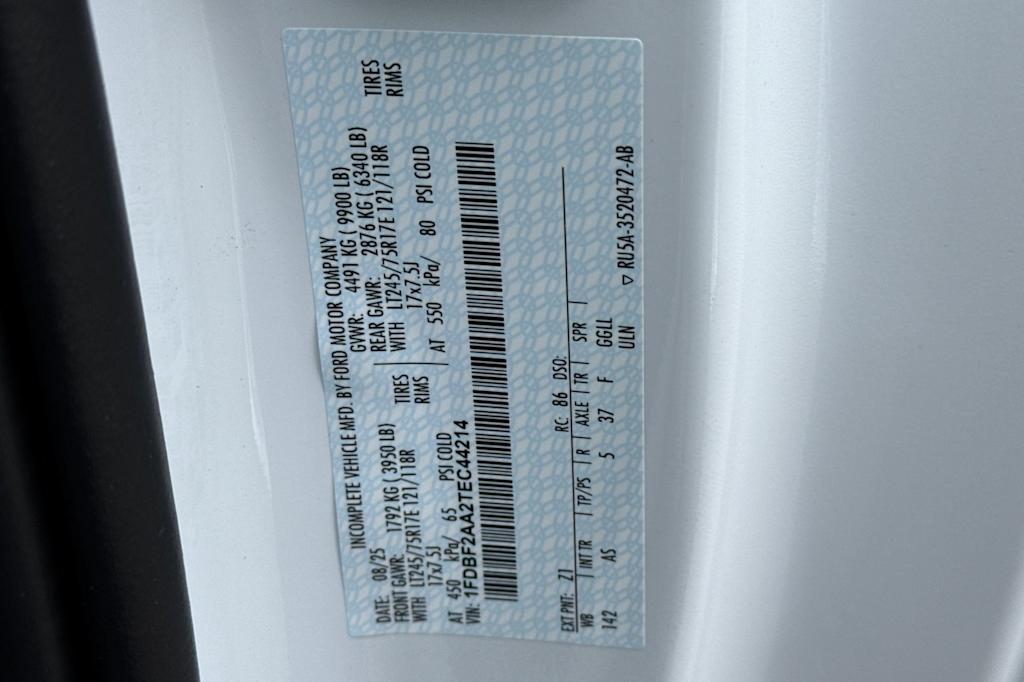 INCOMPLETE VEHICLE MFD. BY FORD MOTOR COMPANY
DATE: 08/25 GVWR: 4491 KG ( 9900 LB)
FRONT GAWR: 1792 KG ( 3950 LB) REAR GAWR: 2876 KG ( 6340 LB)
WITH LT245/75R17E 121/118R TIRES WITH LT245/75R17E 121/118R TIRES
17x7.5J RIMS 17x7.5J RIMS
AT 450 kPa/ 65 PSI COLD AT 550 kPa/ 80 PSI COLD
VIN: 1FDBF2AA2TEC44214
EXT PNT: Z1 RC: 86 DSO:
WB INT TR TP/PS R AXLE TR SPR
142 AS 5 37 F GGLL
ULN
▽ RU5A-3520472-AB